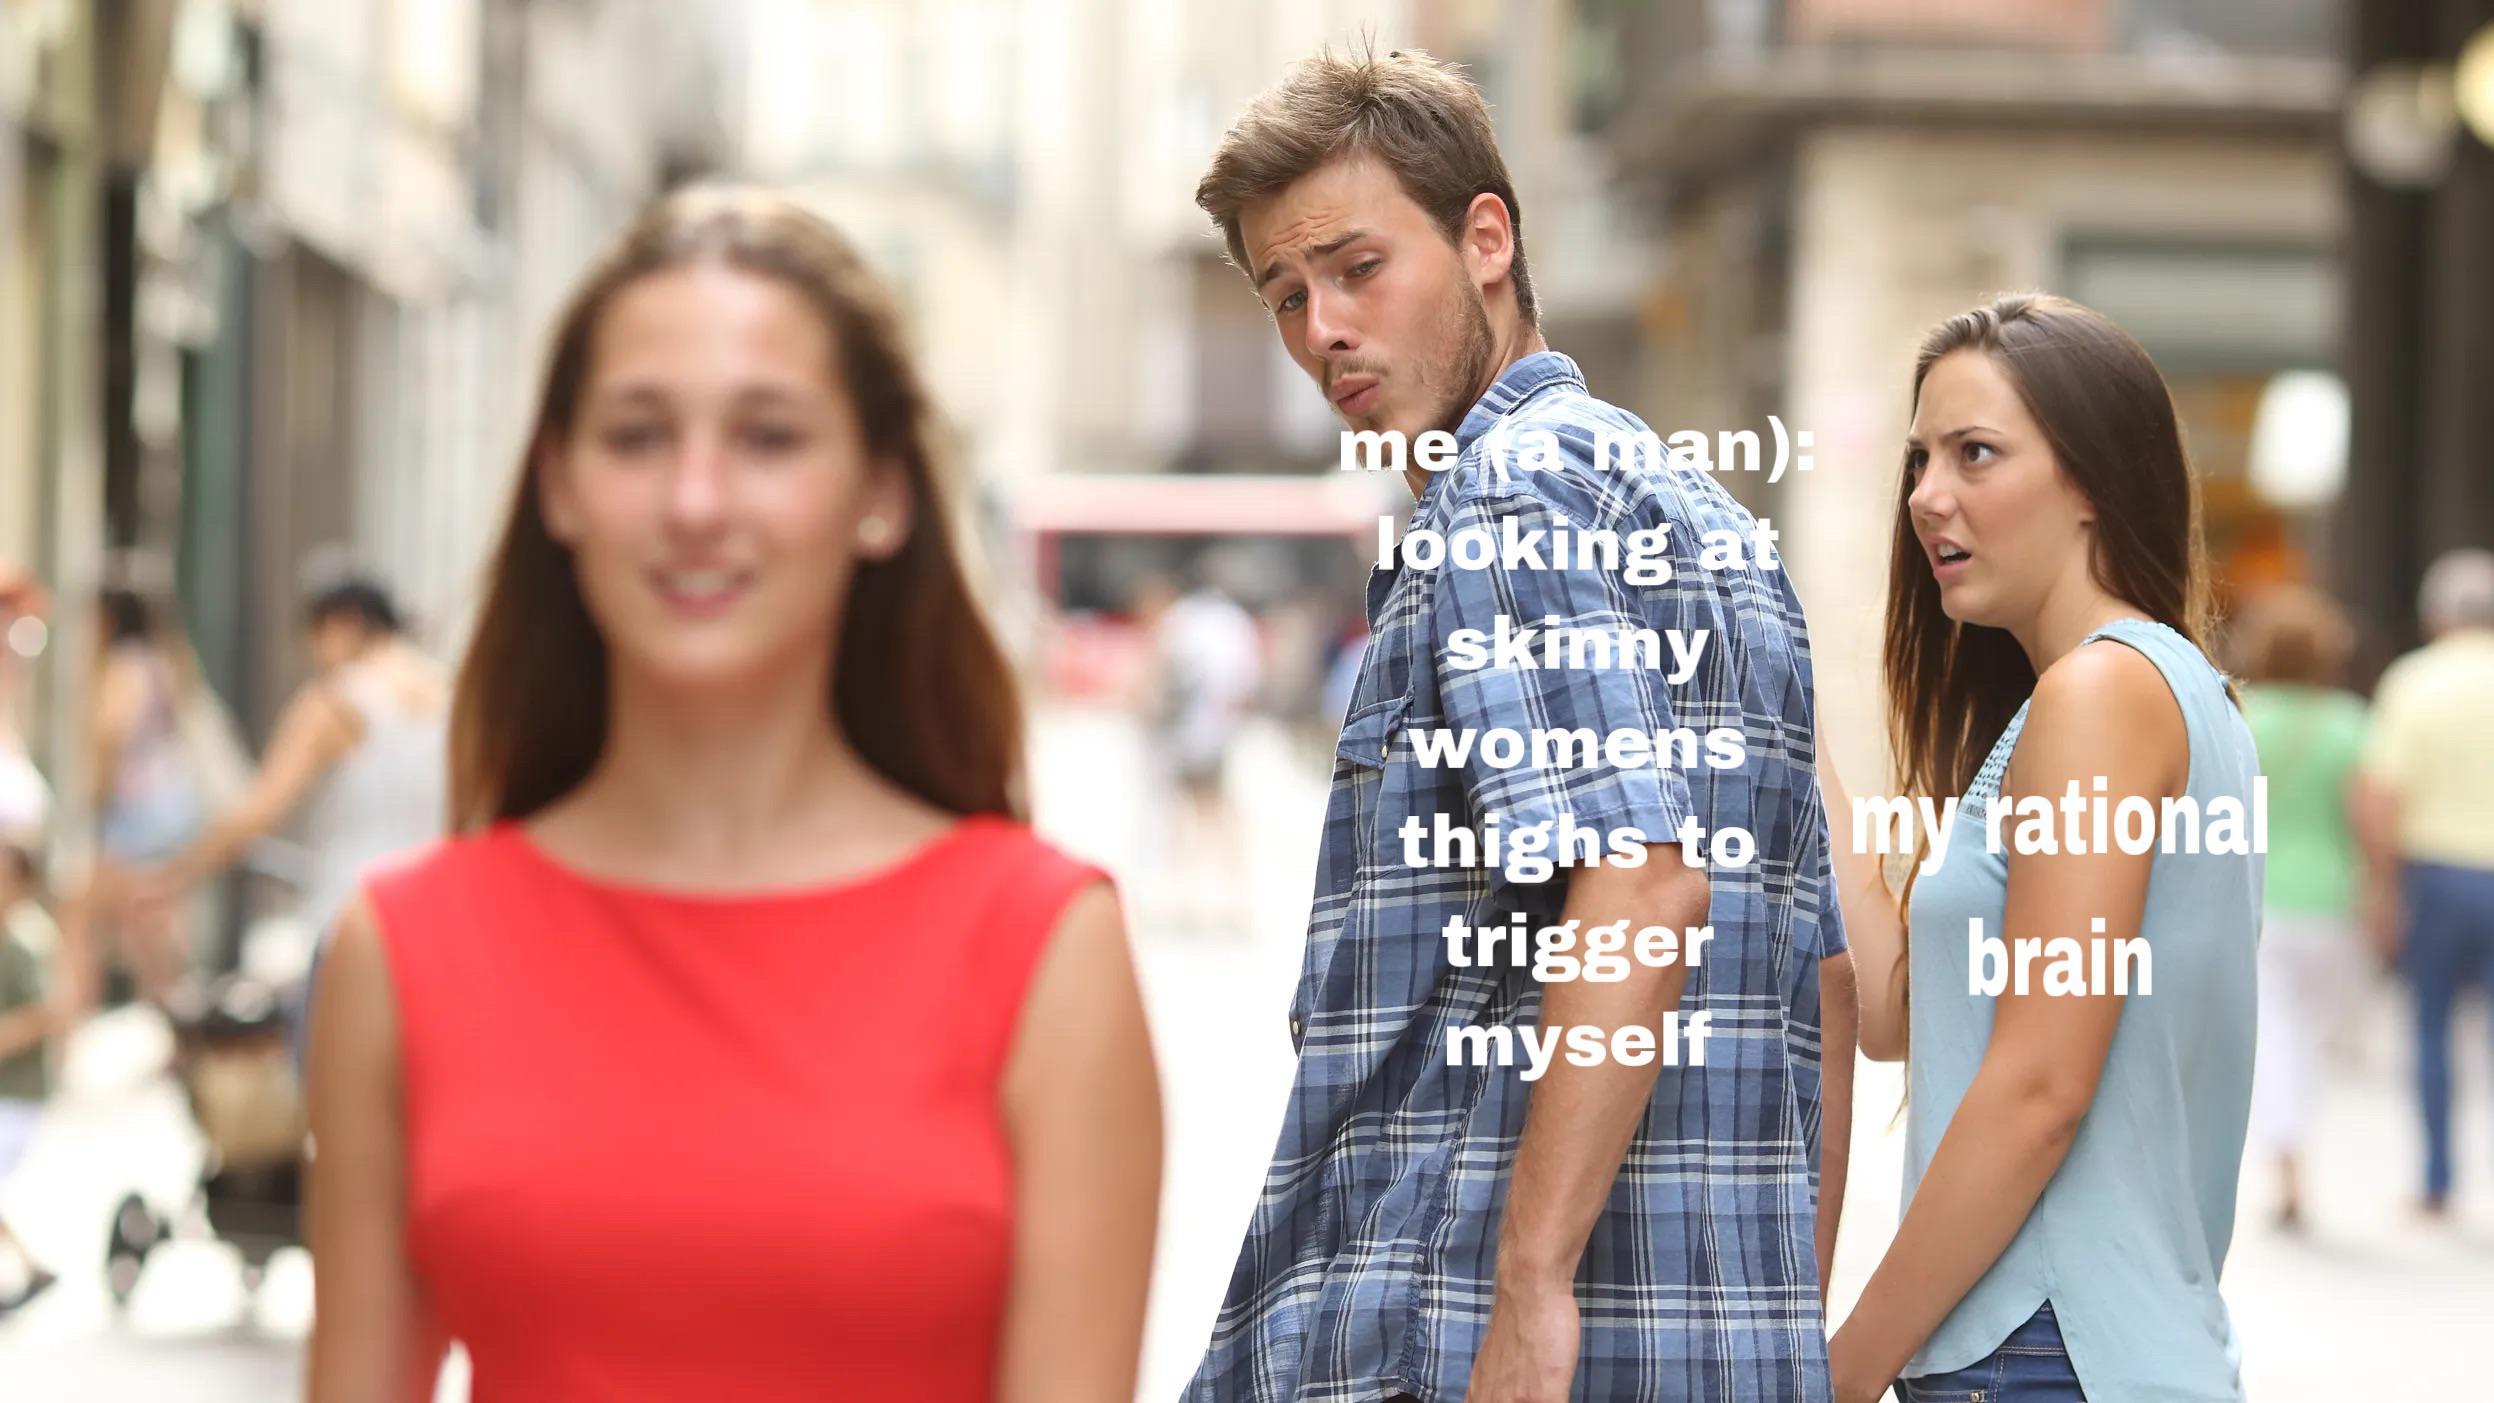 me (a man):
looking at
skinny
womens
thighs to
trigger
myself
my rational
brain